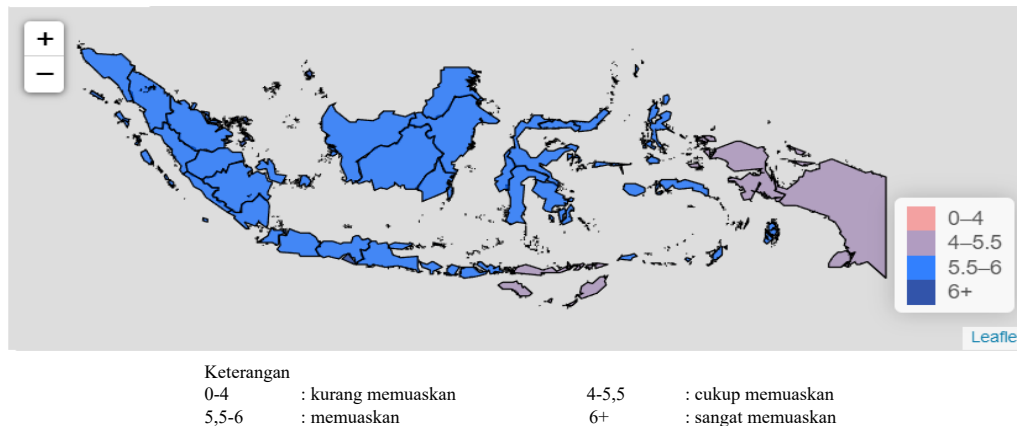 +
−
0–4
4–5.5
5.5–6
6+
Leafle
Keterangan
0-4 : kurang memuaskan 4-5,5 : cukup memuaskan
5,5-6 : memuaskan 6+ : sangat memuaskan